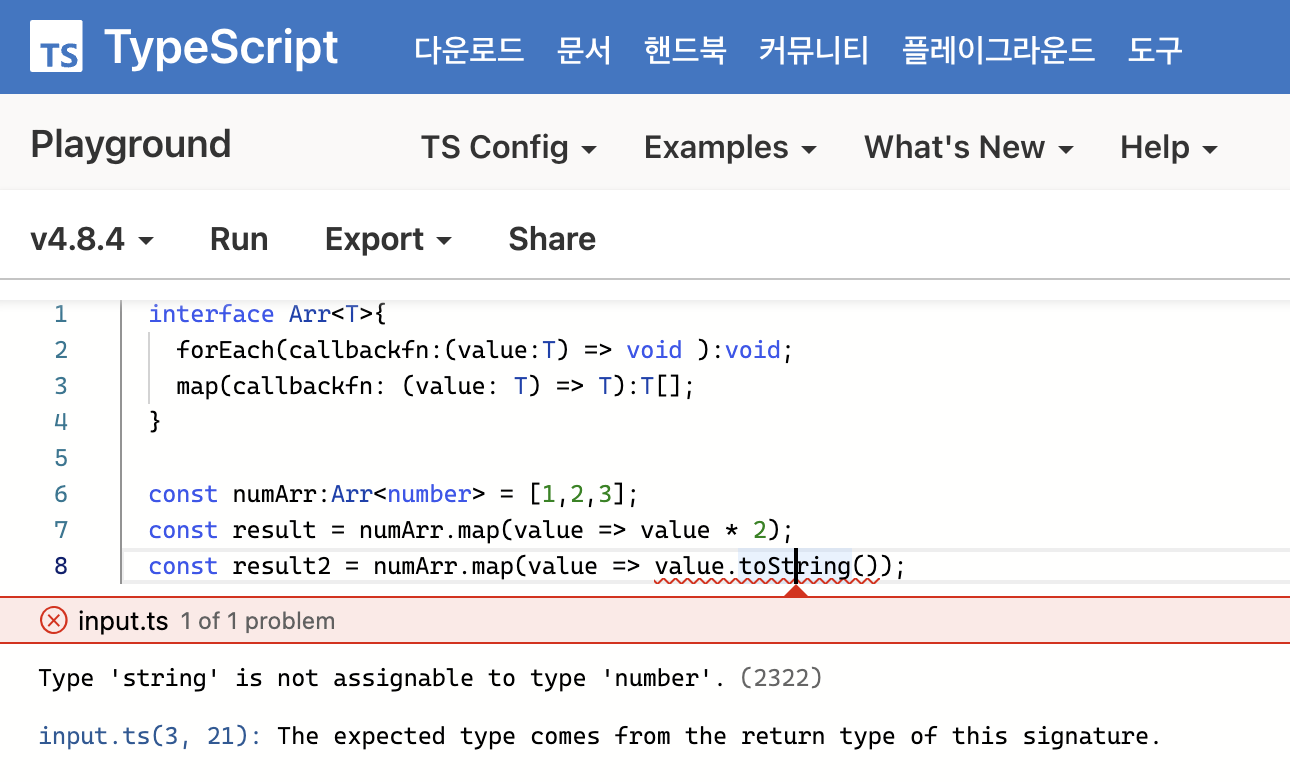 TS TypeScript 다운로드 문서 핸드북 커뮤니티 플레이그라운드 도구
Playground TS Config Examples What's New Help
v4.8.4 Run Export Share
1 interface Arr<T>{
2 forEach(callbackfn:(value:T) => void ):void;
3 map(callbackfn: (value: T) => T):T[];
4 }
5
6 const numArr:Arr<number> = [1,2,3];
7 const result = numArr.map(value => value * 2);
8 const result2 = numArr.map(value => value.toString());
input.ts 1 of 1 problem
Type 'string' is not assignable to type 'number'. (2322)
input.ts(3, 21): The expected type comes from the return type of this signature.